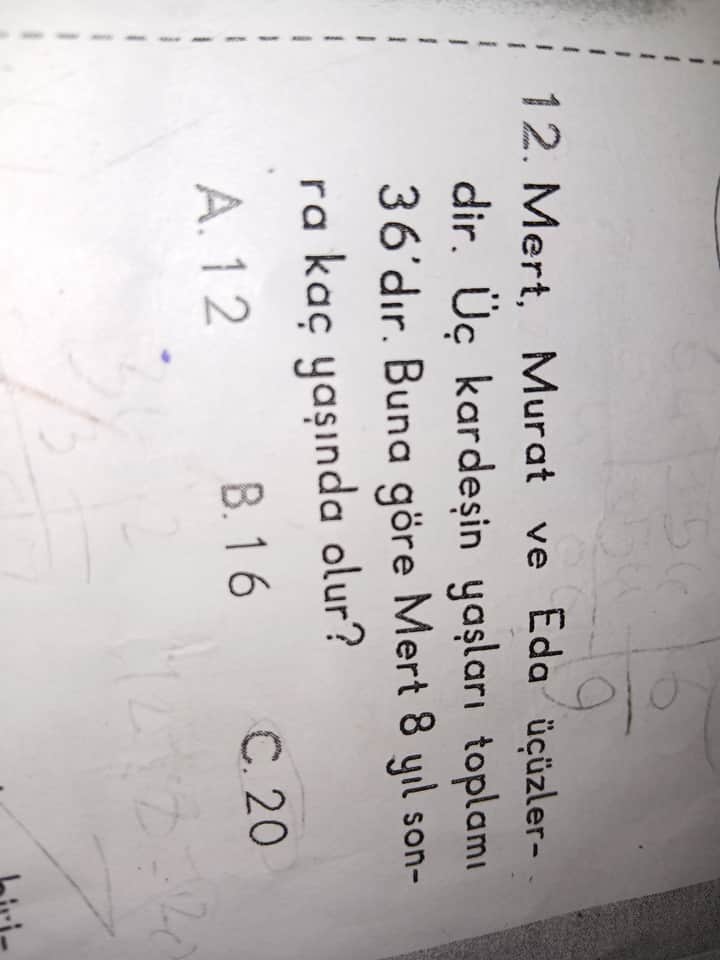 12. Mert, Murat ve Eda üçüzler-
dir. Üç kardeşin yaşları toplamı
36'dır. Buna göre Mert 8 yıl son-
ra kaç yaşında olur?
A. 12 B. 16 C. 20
biri-